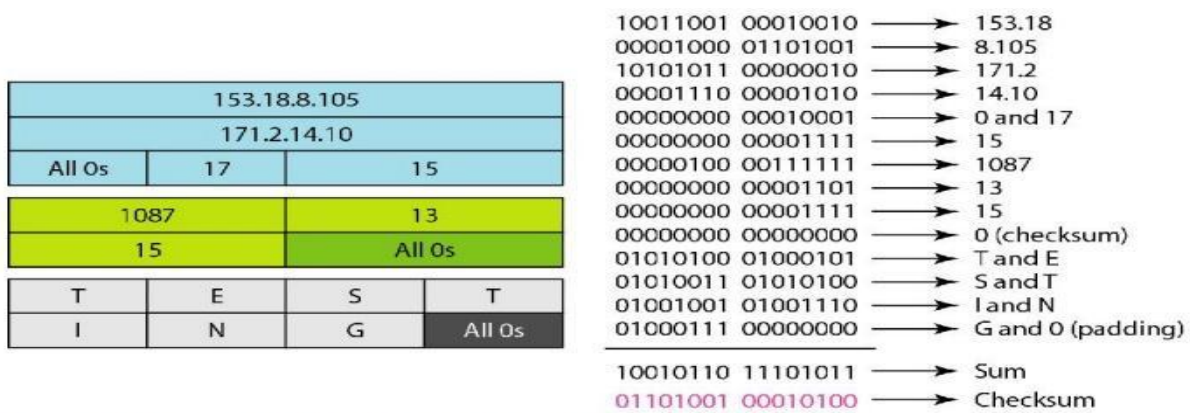 153.18.8.105
171.2.14.10
All 0s 17 15
1087 13
15 All 0s
T E S T
I N G All 0s
10011001 00010010 → 153.18
00001000 01101001 → 8.105
10101011 00000010 → 171.2
00001110 00001010 → 14.10
00000000 00010001 → 0 and 17
00000000 00001111 → 15
00000100 00111111 → 1087
00000000 00001101 → 13
00000000 00001111 → 15
00000000 00000000 → 0 (checksum)
01010100 01000101 → T and E
01010011 01010100 → S and T
01001001 01001110 → I and N
01000111 00000000 → G and 0 (padding)
10010110 11101011 → Sum
01101001 00010100 → Checksum